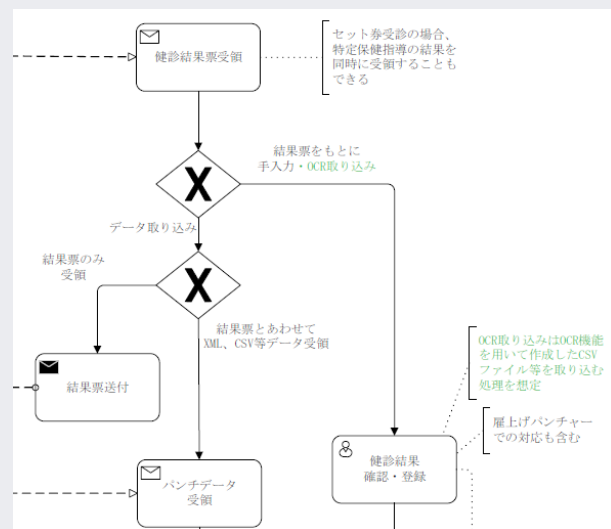 健診結果票受領
セット券受診の場合、
特定保健指導の結果を
同時に受領することも
できる
結果票をもとに
手入力・OCR取り込み
データ取り込み
結果票のみ
受領
結果票とあわせて
XML、CSV等データ受領
結果票送付
OCR取り込みはOCR機能
を用いて作成したCSV
ファイル等を取り込む
処理を想定
雇上げパンチャー
での対応も含む
健診結果
確認・登録
パンチデータ
受領